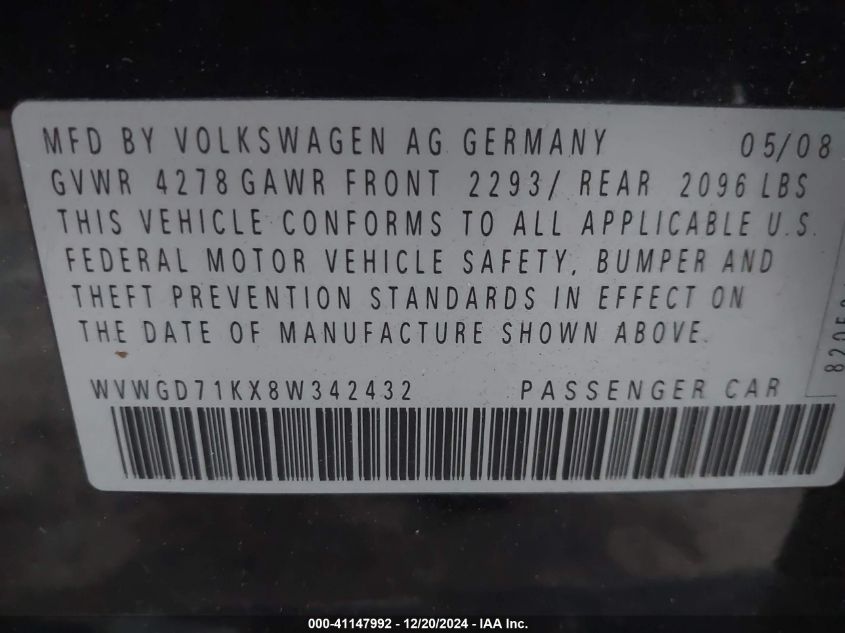 MFD BY VOLKSWAGEN AG GERMANY 05/08
GVWR 4278 GAWR FRONT 2293/ REAR 2096 LBS
THIS VEHICLE CONFORMS TO ALL APPLICABLE U.S.
FEDERAL MOTOR VEHICLE SAFETY, BUMPER AND
THEFT PREVENTION STANDARDS IN EFFECT ON
THE DATE OF MANUFACTURE SHOWN ABOVE.
WVWGD71KX8W342432 PASSENGER CAR
000-41147992 - 12/20/2024 - IAA Inc.